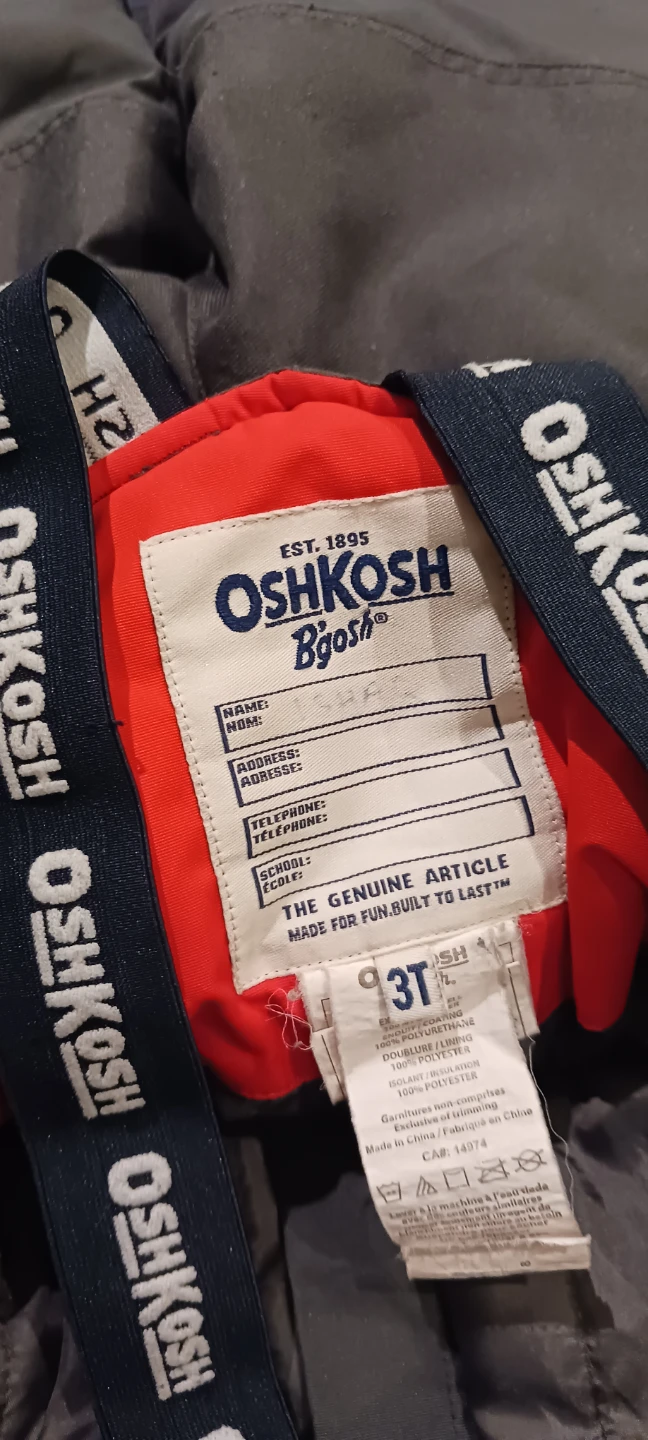 EST. 1895
OSHKOSH
B'gosh®
NAME:
NOM:
ADDRESS:
ADRESSE:
TELEPHONE:
TÉLÉPHONE:
SCHOOL:
ÉCOLE:
THE GENUINE ARTICLE
MADE FOR FUN.BUILT TO LAST™
3T
100% POLYURETHANE
DOUBLURE / LINING
100% POLYESTER
ISOLANT / INSULATION
100% POLYESTER
Garnitures non-comprises
Exclusive of trimming
Made in China / Fabriqué en Chine
CA#: 14974
OSHKOSH
OSHKOSH
OSHKOSH
OSHKOSH